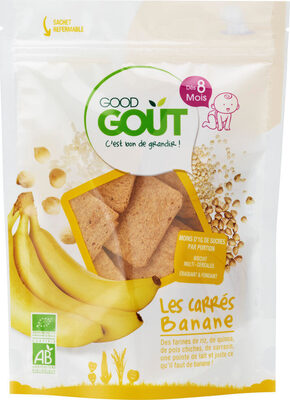 SACHET
REFERMABLE
GOOD
GOÛT
C'est bon de grandir !
Dès 8
Mois
MOINS D'1G DE SUCRES
PAR PORTION
BISCUIT
MULTI-CÉRÉALES
CRAQUANT & FONDANT
Les carrés
Banane
Des farines de riz, de quinoa,
de pois chiches, de sarrasin,
une pointe de lait et juste ce
qu'il faut de banane !
AB
AGRICULTURE
BIOLOGIQUE